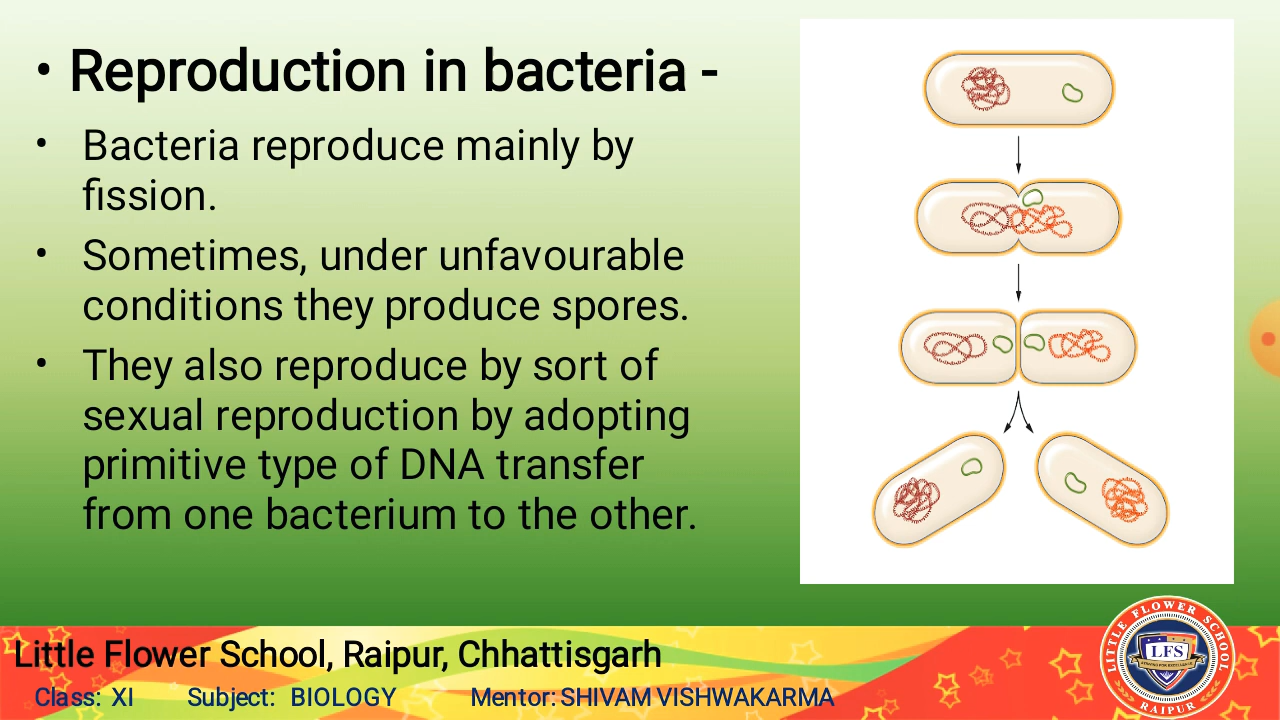 • Reproduction in bacteria -
• Bacteria reproduce mainly by
fission.
• Sometimes, under unfavourable
conditions they produce spores.
• They also reproduce by sort of
sexual reproduction by adopting
primitive type of DNA transfer
from one bacterium to the other.
Little Flower School, Raipur, Chhattisgarh
Class: XI Subject: BIOLOGY Mentor: SHIVAM VISHWAKARMA
LITTLE FLOWER SCHOOL
LFS
RAIPUR